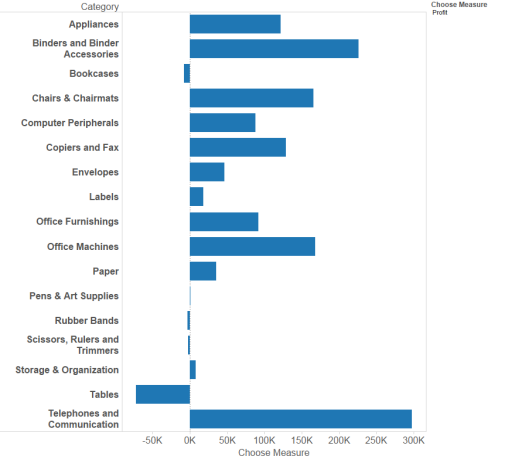 Category
Choose Measure
Profit
Appliances
Binders and Binder
Accessories
Bookcases
Chairs & Chairmats
Computer Peripherals
Copiers and Fax
Envelopes
Labels
Office Furnishings
Office Machines
Paper
Pens & Art Supplies
Rubber Bands
Scissors, Rulers and
Trimmers
Storage & Organization
Tables
Telephones and
Communication
-50K 0K 50K 100K 150K 200K 250K 300K
Choose Measure